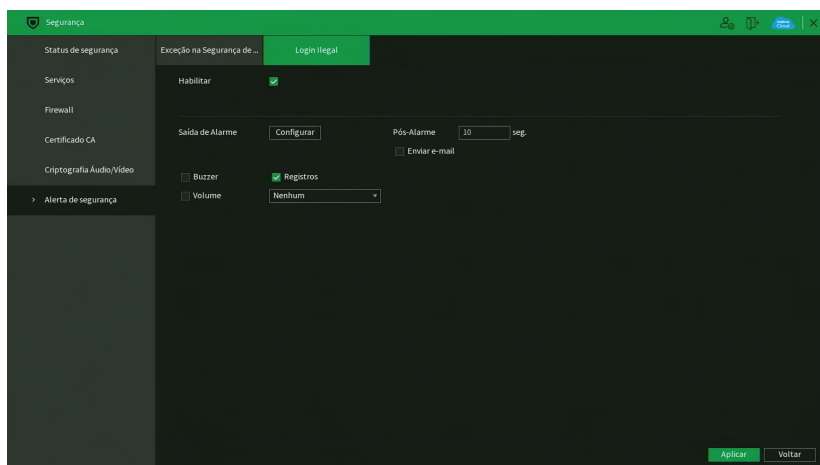 Segurança
Status de segurança
Serviços
Firewall
Certificado CA
Criptografia Áudio/Vídeo
> Alerta de segurança
Exceção na Segurança de ...
Login Ilegal
Habilitar
Saída de Alarme Configurar Pós-Alarme 10 seg.
Enviar e-mail
Buzzer Registros
Volume Nenhum
Aplicar Voltar